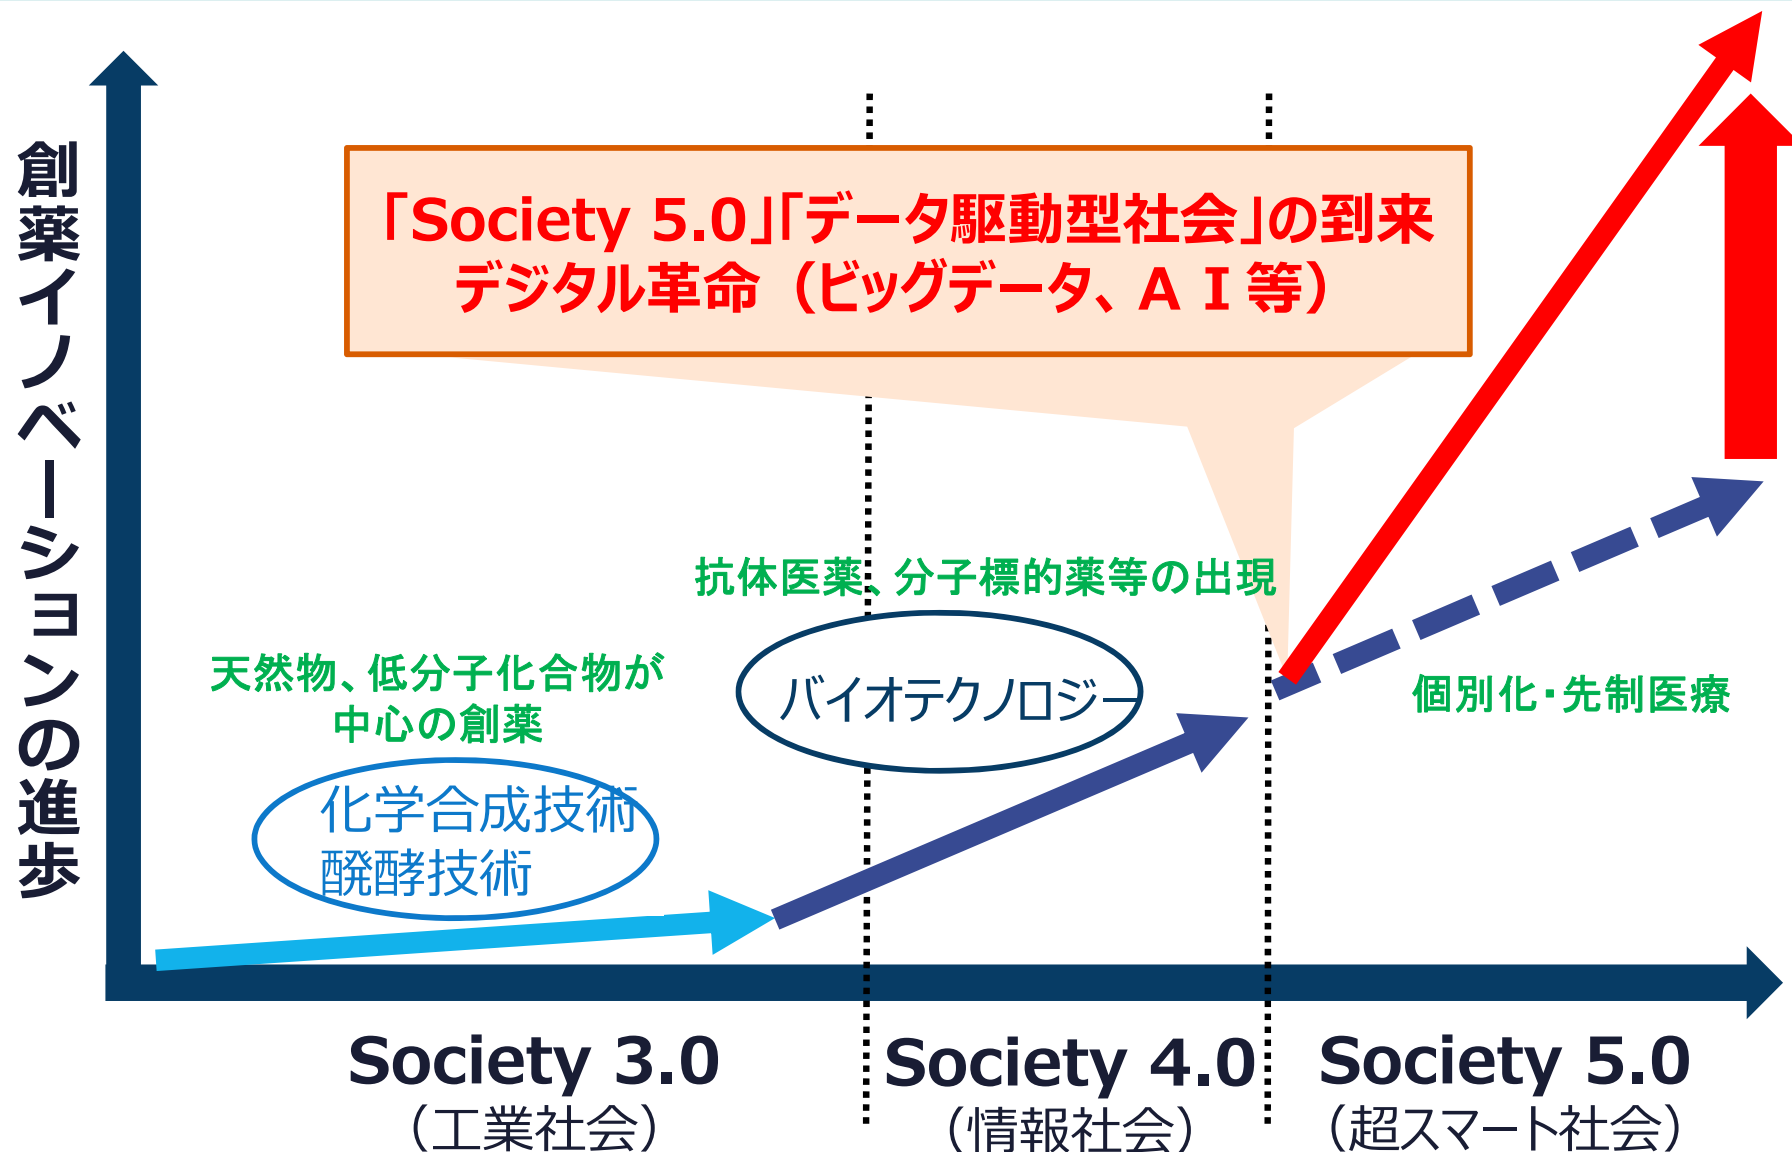 創薬イノベーションの進歩
「Society 5.0」「データ駆動型社会」の到来
デジタル革命（ビッグデータ、ＡＩ等）
抗体医薬、分子標的薬等の出現
バイオテクノロジー
天然物、低分子化合物が
中心の創薬
化学合成技術
醗酵技術
個別化・先制医療
Society 3.0
（工業社会）
Society 4.0
（情報社会）
Society 5.0
（超スマート社会）